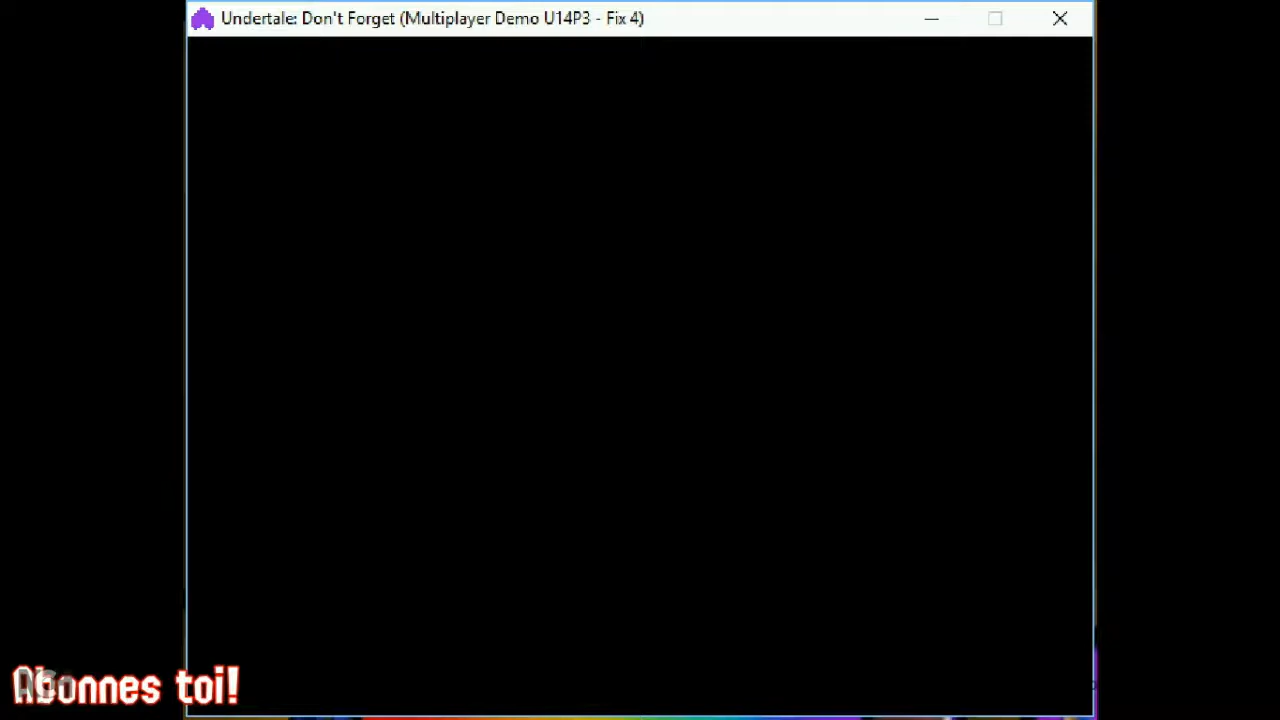 Undertale: Don't Forget (Multiplayer Demo U14P3 - Fix 4)
Abonnes toi!